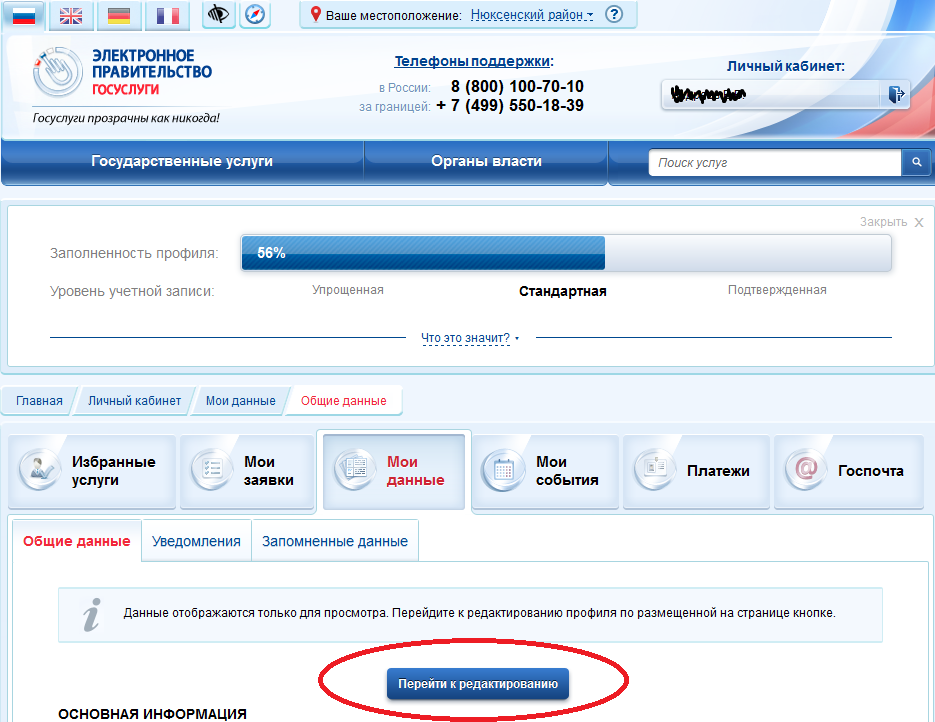 Ваше местоположение: Нюксенский район ?
ЭЛЕКТРОННОЕ
ПРАВИТЕЛЬСТВО
ГОСУСЛУГИ
Госуслуги прозрачны как никогда!
Телефоны поддержки:
в России: 8 (800) 100-70-10
за границей: + 7 (499) 550-18-39
Личный кабинет:
Государственные услуги
Органы власти
Поиск услуг
Закрыть X
Заполненность профиля: 56%
Уровень учетной записи: Упрощенная Стандартная Подтвержденная
Что это значит?
Главная
Личный кабинет
Мои данные
Общие данные
Избранные
услуги
Мои
заявки
Мои
данные
Мои
события
Платежи
@
Госпочта
Общие данные
Уведомления
Запомненные данные
i
Данные отображаются только для просмотра. Перейдите к редактированию профиля по размещенной на странице кнопке.
Перейти к редактированию
ОСНОВНАЯ ИНФОРМАЦИЯ